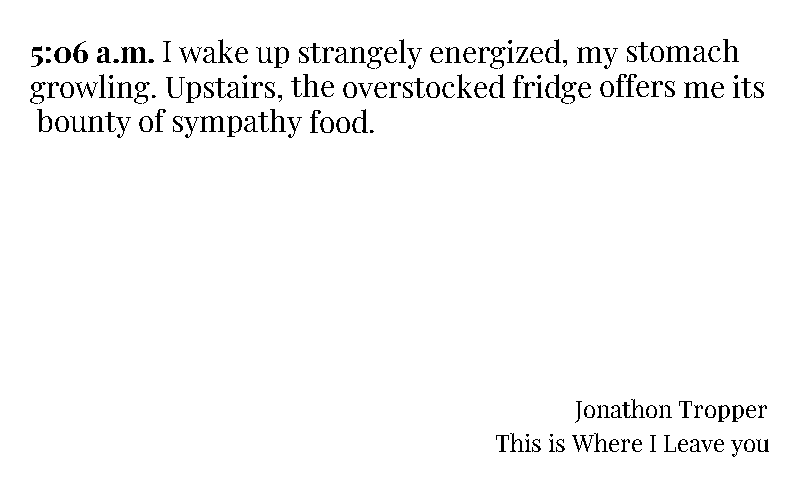 5:06 a.m. I wake up strangely energized, my stomach
growling. Upstairs, the overstocked fridge offers me its
bounty of sympathy food.
Jonathon Tropper
This is Where I Leave you